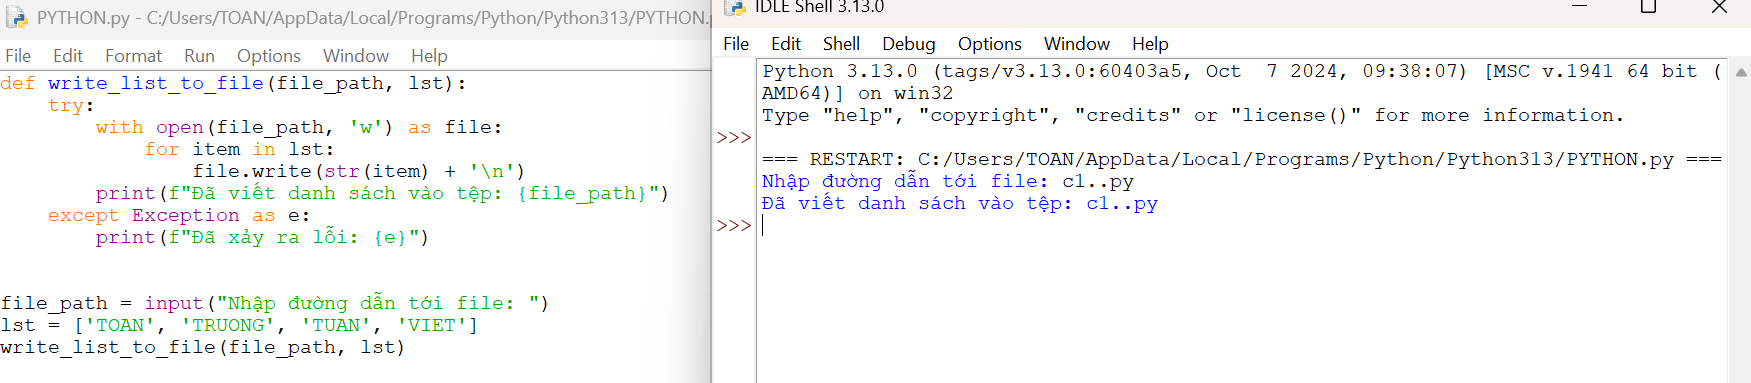 PYTHON.py - C:/Users/TOAN/AppData/Local/Programs/Python/Python313/PYTHON.
File Edit Format Run Options Window Help
def write_list_to_file(file_path, lst):
    try:
        with open(file_path, 'w') as file:
            for item in lst:
                file.write(str(item) + '\n')
        print(f"Đã viết danh sách vào tệp: {file_path}")
    except Exception as e:
        print(f"Đã xảy ra lỗi: {e}")
file_path = input("Nhập đường dẫn tới file: ")
lst = ['TOAN', 'TRUONG', 'TUAN', 'VIET']
write_list_to_file(file_path, lst)
IDLE Shell 3.13.0
File Edit Shell Debug Options Window Help
Python 3.13.0 (tags/v3.13.0:60403a5, Oct  7 2024, 09:38:07) [MSC v.1941 64 bit (
AMD64)] on win32
Type "help", "copyright", "credits" or "license()" for more information.
>>>
=== RESTART: C:/Users/TOAN/AppData/Local/Programs/Python/Python313/PYTHON.py ===
Nhập đường dẫn tới file: c1..py
Đã viết danh sách vào tệp: c1..py
>>>